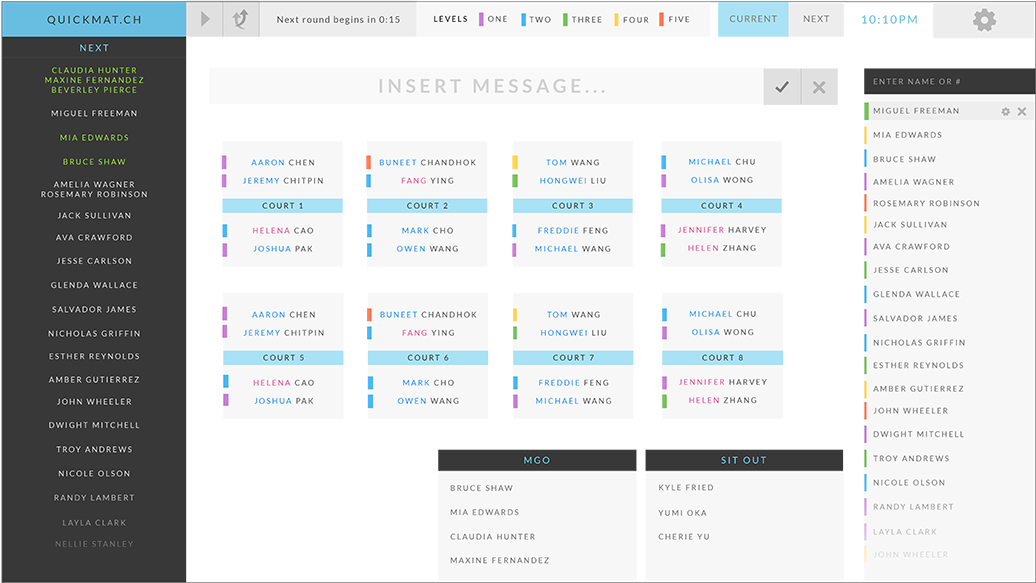 QUICKMAT.CH
Next round begins in 0:15
LEVELS ONE TWO THREE FOUR FIVE
CURRENT
NEXT
10:10PM
NEXT
CLAUDIA HUNTER
MAXINE FERNANDEZ
BEVERLEY PIERCE
MIGUEL FREEMAN
MIA EDWARDS
BRUCE SHAW
AMELIA WAGNER
ROSEMARY ROBINSON
JACK SULLIVAN
AVA CRAWFORD
JESSE CARLSON
GLENDA WALLACE
SALVADOR JAMES
NICHOLAS GRIFFIN
ESTHER REYNOLDS
AMBER GUTIERREZ
JOHN WHEELER
DWIGHT MITCHELL
TROY ANDREWS
NICOLE OLSON
RANDY LAMBERT
LAYLA CLARK
NELLIE STANLEY
INSERT MESSAGE...
AARON CHEN
JEREMY CHITPIN
COURT 1
HELENA CAO
JOSHUA PAK
BUNEET CHANDHOK
FANG YING
COURT 2
MARK CHO
OWEN WANG
TOM WANG
HONGWEI LIU
COURT 3
FREDDIE FENG
MICHAEL WANG
MICHAEL CHU
OLISA WONG
COURT 4
JENNIFER HARVEY
HELEN ZHANG
AARON CHEN
JEREMY CHITPIN
COURT 5
HELENA CAO
JOSHUA PAK
BUNEET CHANDHOK
FANG YING
COURT 6
MARK CHO
OWEN WANG
TOM WANG
HONGWEI LIU
COURT 7
FREDDIE FENG
MICHAEL WANG
MICHAEL CHU
OLISA WONG
COURT 8
JENNIFER HARVEY
HELEN ZHANG
MGO
BRUCE SHAW
MIA EDWARDS
CLAUDIA HUNTER
MAXINE FERNANDEZ
SIT OUT
KYLE FRIED
YUMI OKA
CHERIE YU
ENTER NAME OR #
MIGUEL FREEMAN
MIA EDWARDS
BRUCE SHAW
AMELIA WAGNER
ROSEMARY ROBINSON
JACK SULLIVAN
AVA CRAWFORD
JESSE CARLSON
GLENDA WALLACE
SALVADOR JAMES
NICHOLAS GRIFFIN
ESTHER REYNOLDS
AMBER GUTIERREZ
JOHN WHEELER
DWIGHT MITCHELL
TROY ANDREWS
NICOLE OLSON
RANDY LAMBERT
LAYLA CLARK
JOHN WHEELER